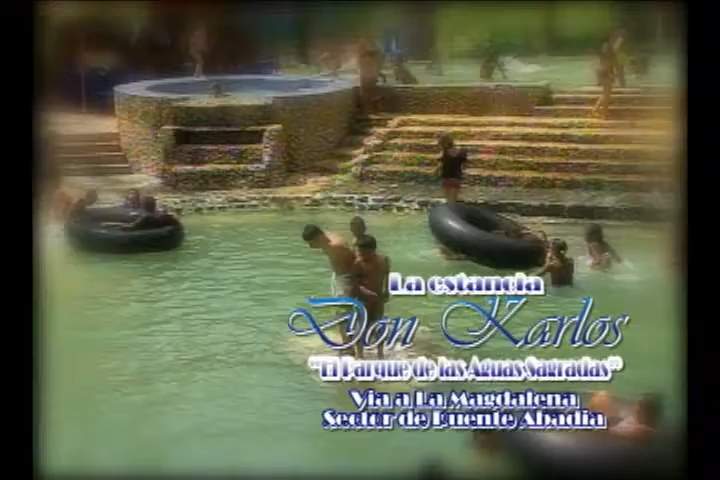 La estancia
Don Karlos
"El Parque de las Aguas Sagradas"
Via a La Magdalena
Sector de Puente Abadia